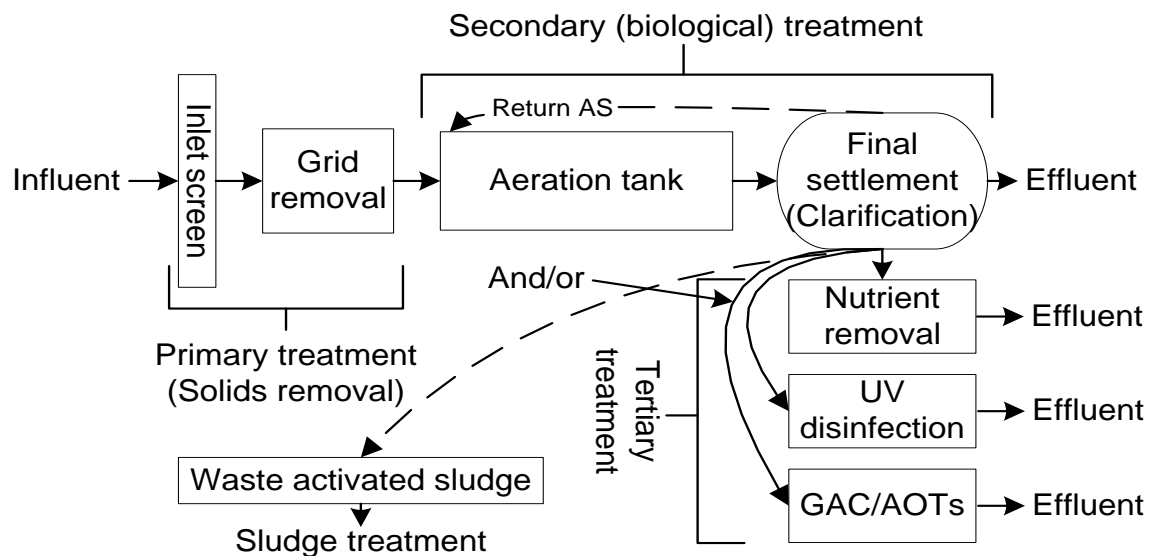 Secondary (biological) treatment
Return AS
Influent
Inlet screen
Grid
removal
Aeration tank
Final
settlement
(Clarification)
Effluent
And/or
Nutrient
removal
Effluent
Primary treatment
(Solids removal)
Tertiary
treatment
UV
disinfection
Effluent
Waste activated sludge
GAC/AOTs
Effluent
Sludge treatment